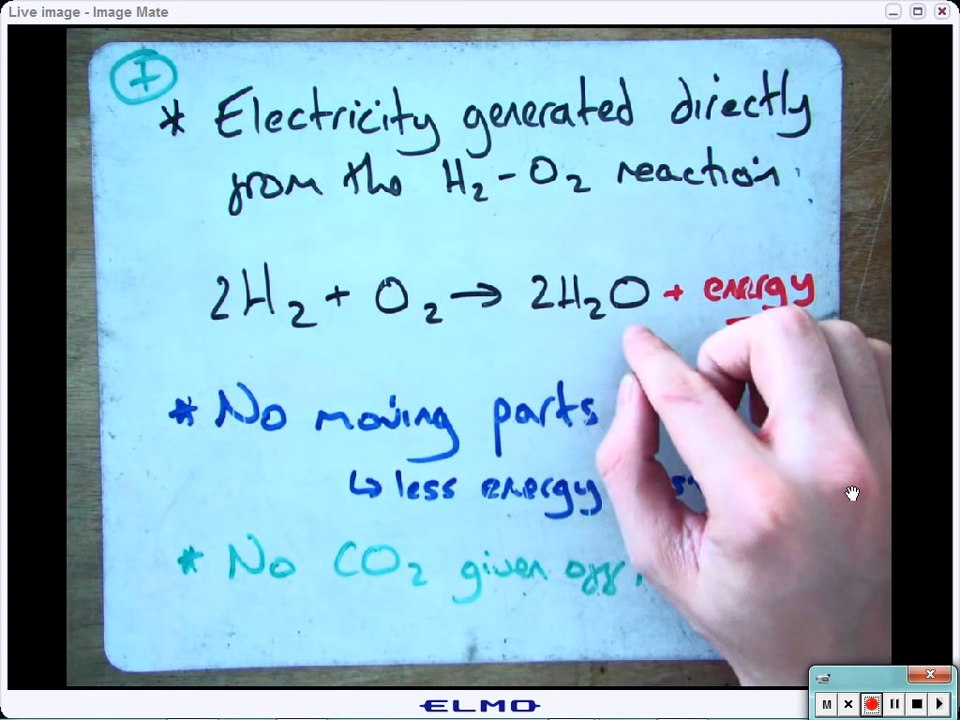 Live image - Image Mate
I
* Electricity generated directly
from the H₂-O₂ reaction.
2H₂ + O₂ → 2H₂O + energy
* No moving parts
↳ less energy
* No CO₂ given off
ELMO
M